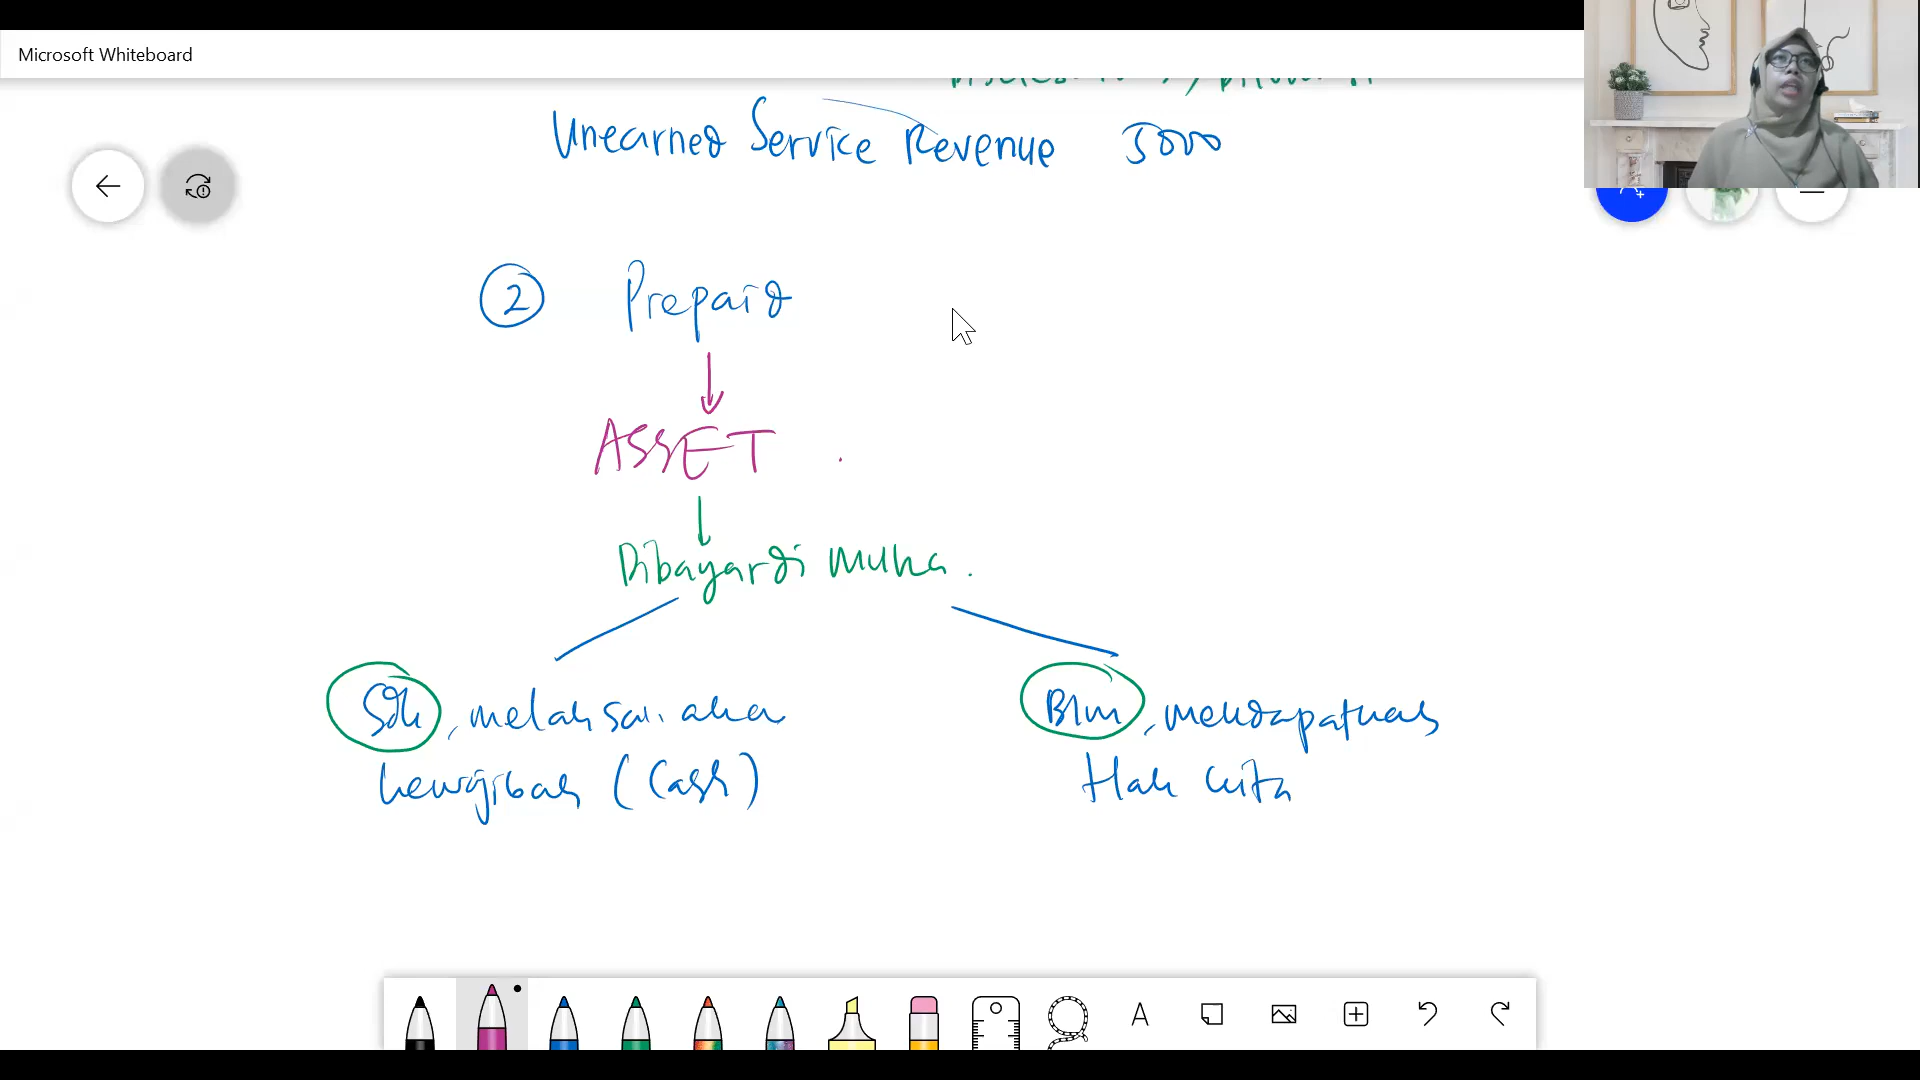 Microsoft Whiteboard
Unearned Service Revenue 5000
2 Prepaid
ASSET
Dibayar di muka.
Sdh, melaksanakan
kewajiban (Cash)
Blm, mendapatkan
Hak kita